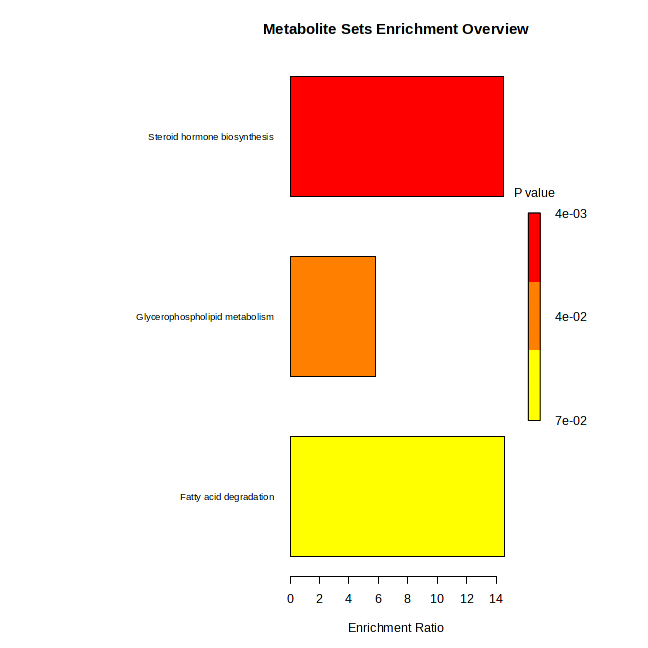 Metabolite Sets Enrichment Overview
Steroid hormone biosynthesis
P value
4e-03
Glycerophospholipid metabolism
4e-02
7e-02
Fatty acid degradation
0 2 4 6 8 10 12 14
Enrichment Ratio